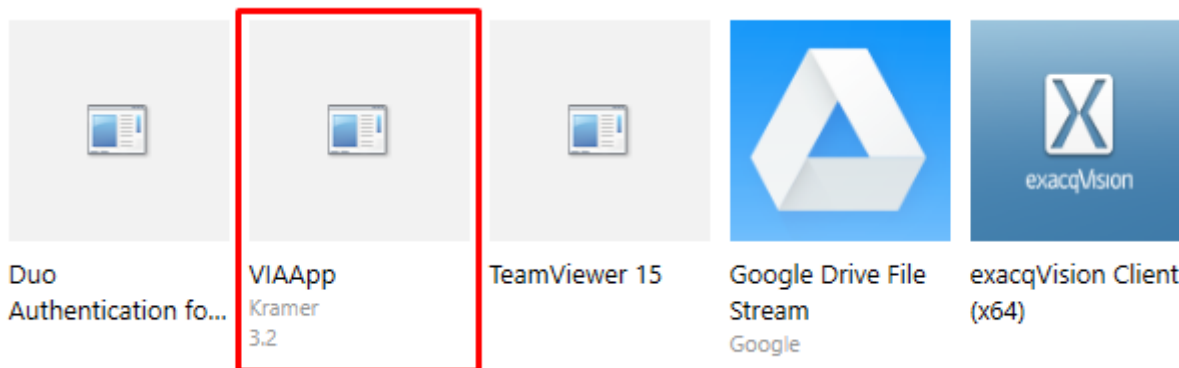 exacqVision
Duo
Authentication fo...
VIAApp
Kramer
3.2
TeamViewer 15
Google Drive File
Stream
Google
exacqVision Client
(x64)